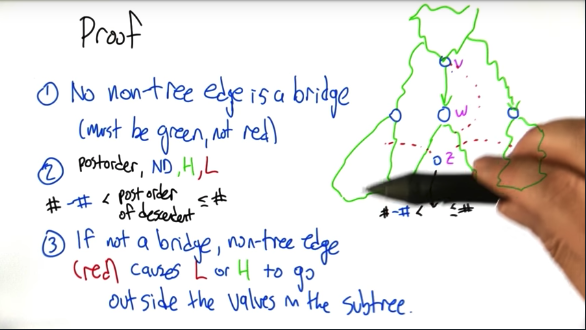 Proof
① No non-tree edge is a bridge
(must be green, not red)
② postorder, ND, H, L
# - # < post order of descendent ≤ #
③ If not a bridge, non-tree edge
(red) causes L or H to go
outside the values in the subtree.
v
w
z
# - # < ≤ #